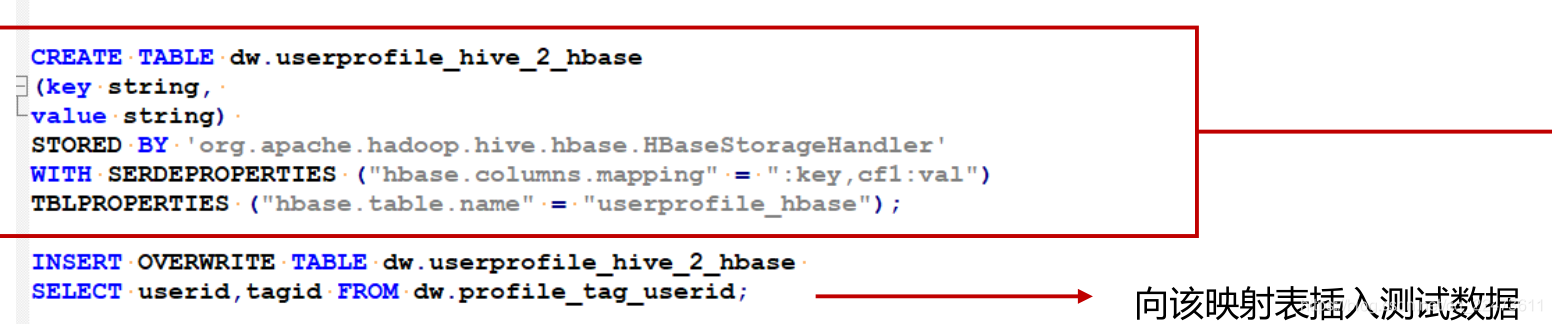 CREATE TABLE dw.userprofile_hive_2_hbase
(key string,
value string)
STORED BY 'org.apache.hadoop.hive.hbase.HBaseStorageHandler'
WITH SERDEPROPERTIES ("hbase.columns.mapping" = ":key,cf1:val")
TBLPROPERTIES ("hbase.table.name" = "userprofile_hbase");
INSERT OVERWRITE TABLE dw.userprofile_hive_2_hbase
SELECT userid,tagid FROM dw.profile_tag_userid;
向该映射表插入测试数据